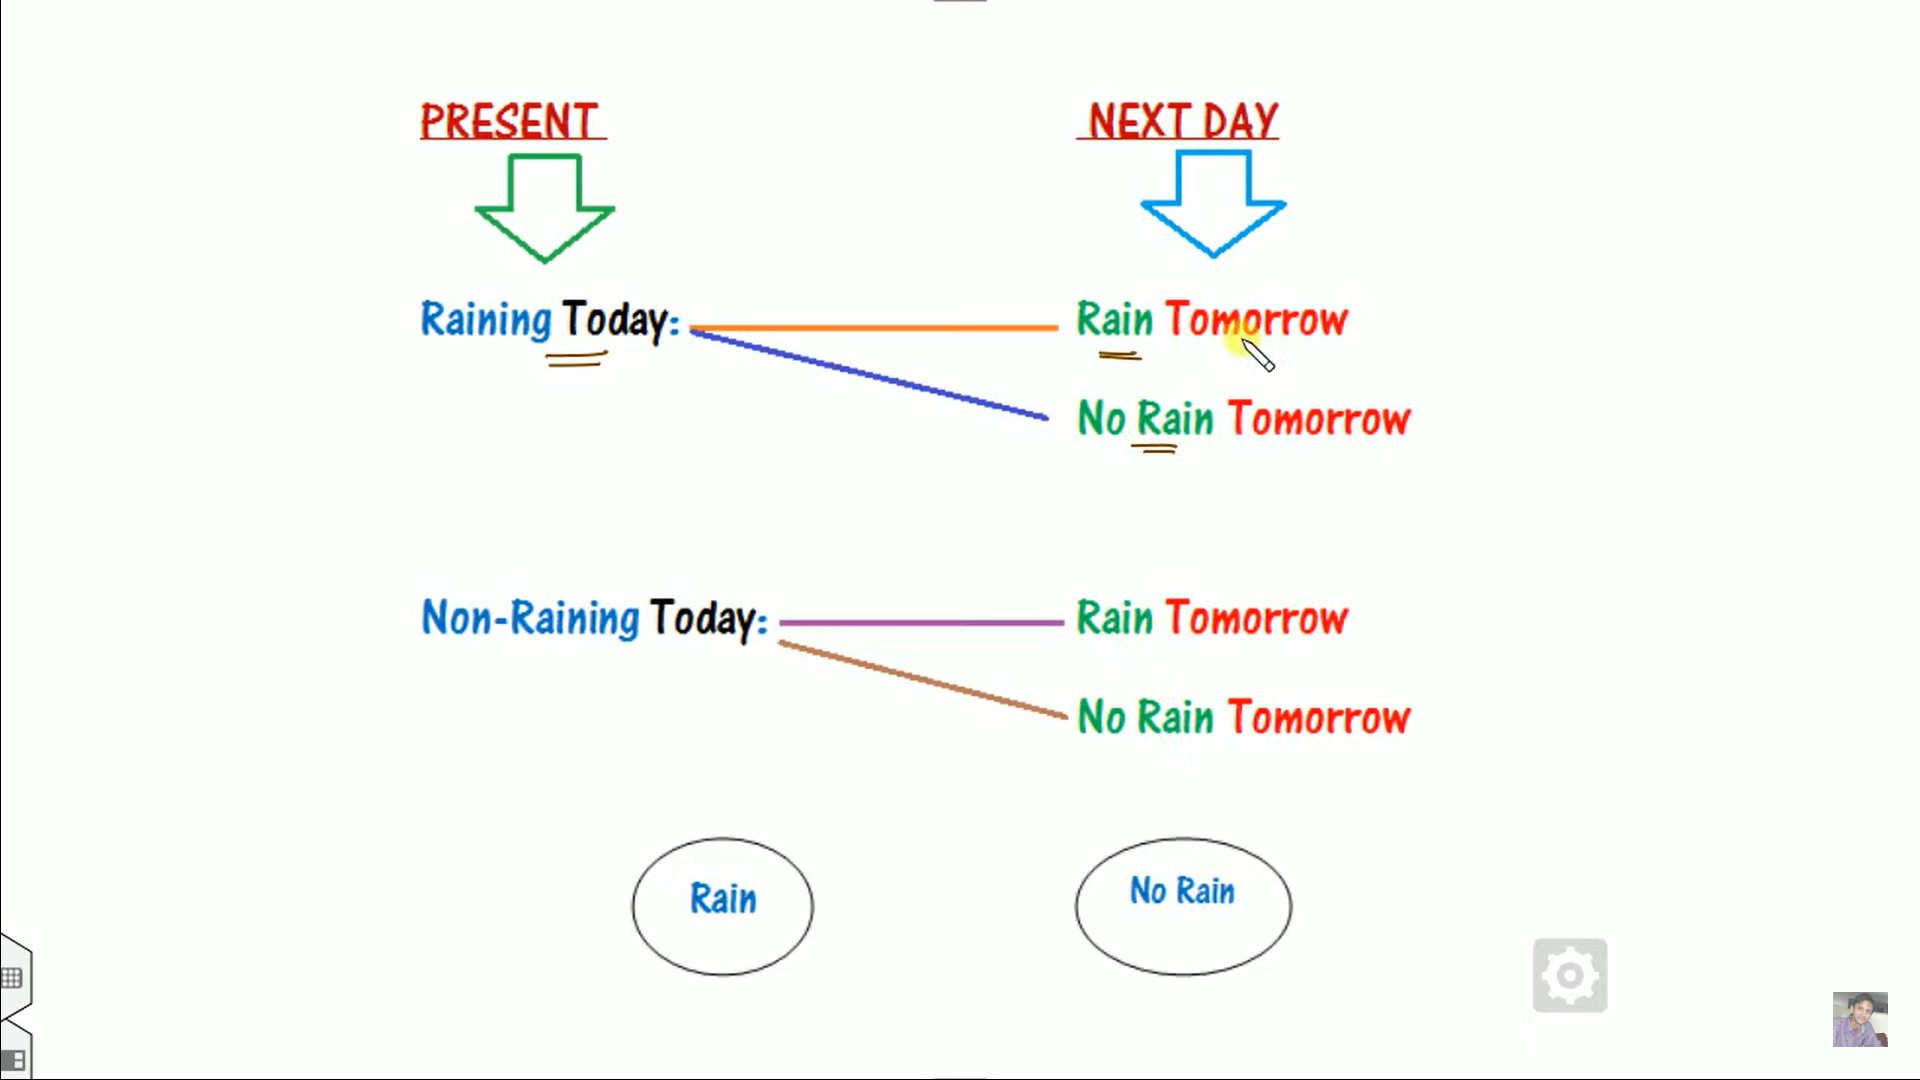 PRESENT
NEXT DAY
Raining Today:
Rain Tomorrow
No Rain Tomorrow
Non-Raining Today:
Rain Tomorrow
No Rain Tomorrow
Rain
No Rain